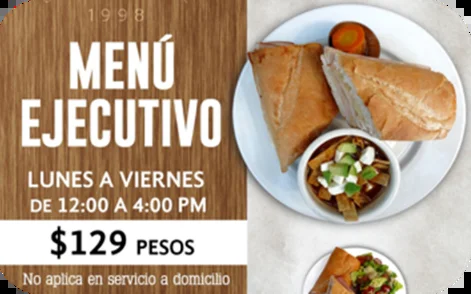 1998
MENÚ
EJECUTIVO
LUNES A VIERNES
DE 12:00 A 4:00 PM
$129 PESOS
No aplica en servicio a domicilio